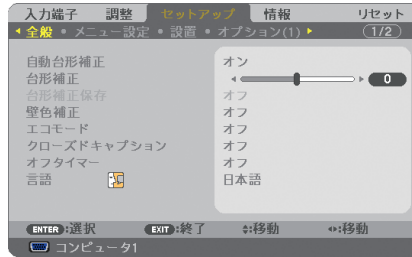 入力端子 調整 セットアップ 情報 リセット
全般 • メニュー設定 • 設置 • オプション(1) 1/2
自動台形補正 オン
台形補正 0
台形補正保存 オフ
壁色補正 オフ
エコモード オフ
クローズドキャプション オフ
オフタイマー オフ
言語 日本語
ENTER:選択 EXIT:終了 :移動 :移動
コンピュータ1